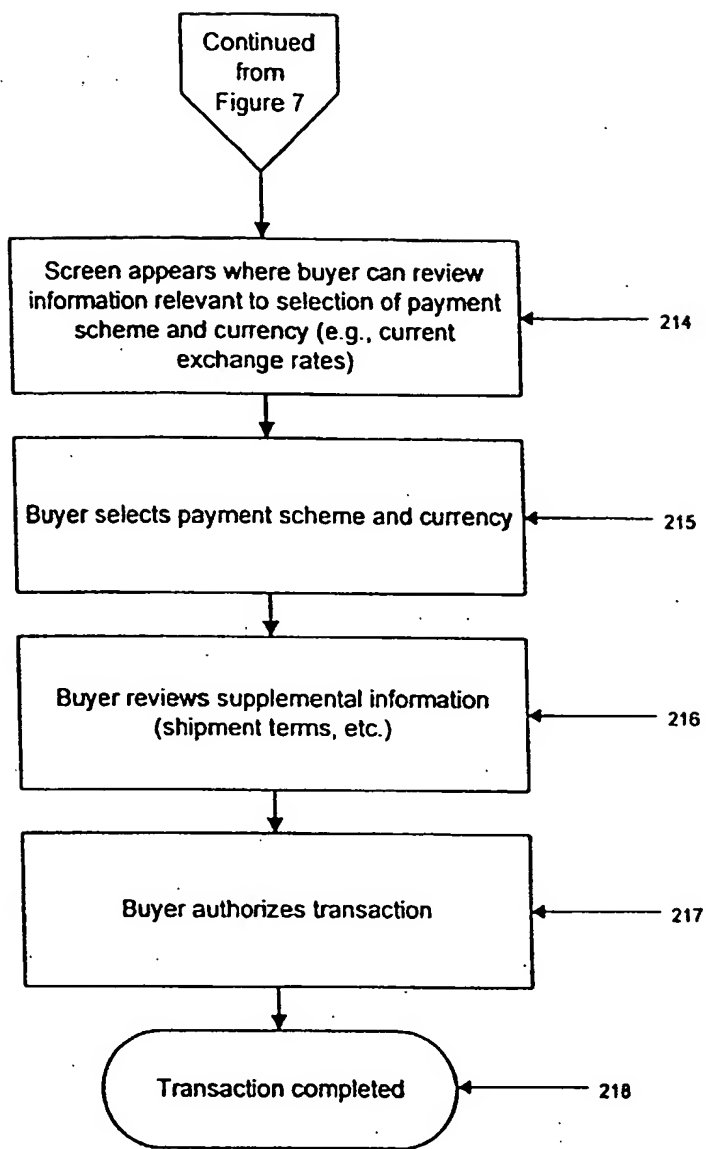 Continued
from
Figure 7
Screen appears where buyer can review
information relevant to selection of payment
scheme and currency (e.g., current
exchange rates)
214
Buyer selects payment scheme and currency
215
Buyer reviews supplemental information
(shipment terms, etc.)
216
Buyer authorizes transaction
217
Transaction completed
218